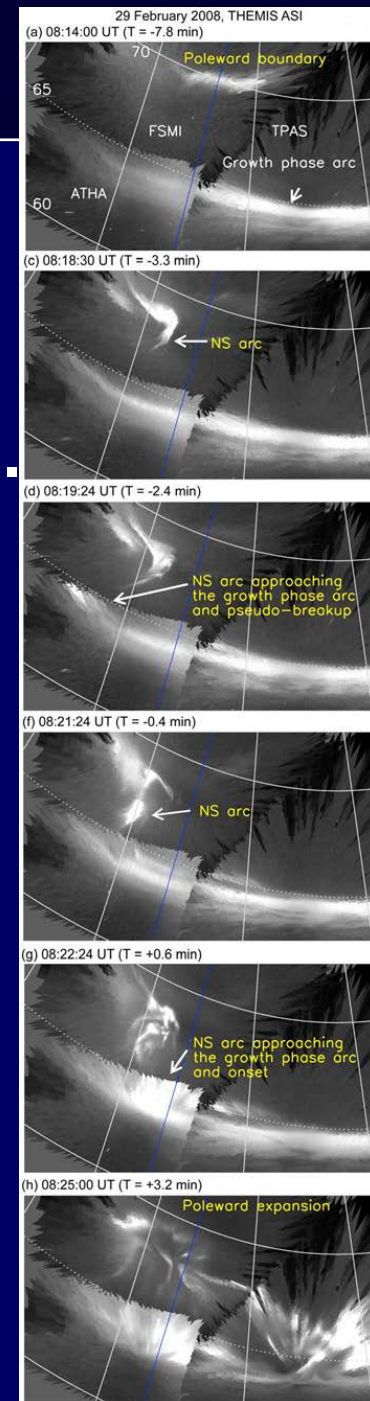 29 February 2008, THEMIS ASI
(a) 08:14:00 UT (T = -7.8 min)
70
Poleward boundary
65
FSMI
TPAS
Growth phase arc
ATHA
60
(c) 08:18:30 UT (T = -3.3 min)
NS arc
(d) 08:19:24 UT (T = -2.4 min)
NS arc approaching
the growth phase arc
and pseudo-breakup
(f) 08:21:24 UT (T = -0.4 min)
NS arc
(g) 08:22:24 UT (T = +0.6 min)
NS arc approaching
the growth phase arc
and onset
(h) 08:25:00 UT (T = +3.2 min)
Poleward expansion